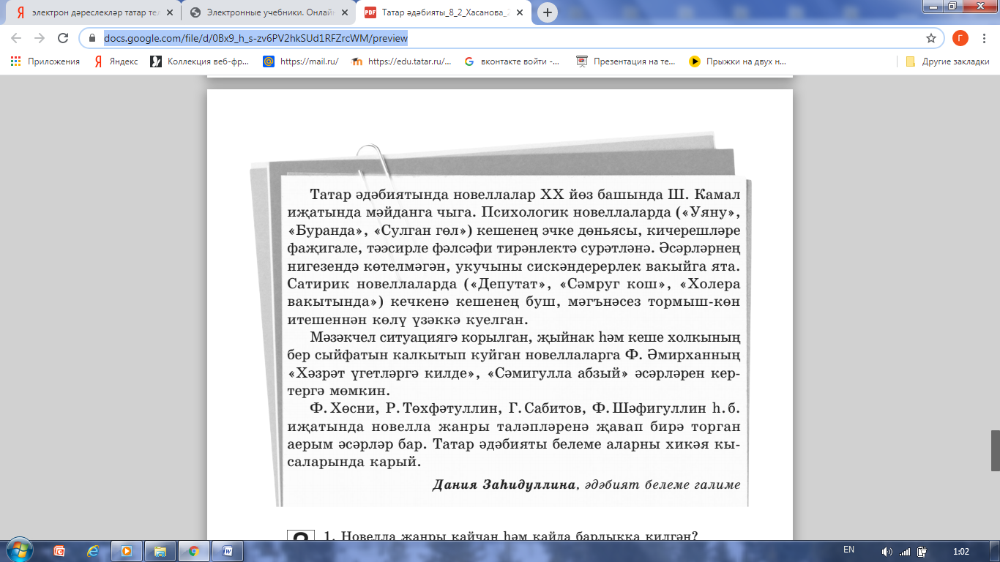 электрон дәреслекләр татар тел
Электронные учебники. Онлайн
Татар әдәбияты_8_2_Хасанова_2
docs.google.com/file/d/0Bx9_h_s-zv6PV2hkSUd1RFZrcWM/preview
Г
Приложения
Яндекс
Коллекция веб-фр...
https://mail.ru/
https://edu.tatar.ru/...
вконтакте войти -...
Презентация на те...
Прыжки на двух н...
Другие закладки
Татар әдәбиятында новеллалар XX йөз башында Ш. Камал
иҗатында мәйданга чыга. Психологик новеллаларда («Уяну»,
«Буранда», «Сулган гөл») кешенең эчке дөньясы, кичерешләре
фаҗигале, тәэсирле фәлсәфи тирәнлектә сурәтләнә. Әсәрләрнең
нигезендә көтелмәгән, укучыны сискәндерерлек вакыйга ята.
Сатирик новеллаларда («Депутат», «Сәмруг кош», «Холера
вакытында») кечкенә кешенең буш, мәгънәсез тормыш-көн
итешеннән көлү үзәккә куелган.
Мәзәкчел ситуациягә корылган, җыйнак һәм кеше холкының
бер сыйфатын калкытып куйган новеллаларга Ф. Әмирханның
«Хәзрәт үгетләргә килде», «Сәмигулла абзый» әсәрләрен кер-
тергә мөмкин.
Ф. Хөсни, Р. Төхфәтуллин, Г. Сабитов, Ф. Шәфигуллин һ. б.
иҗатында новелла жанры таләпләренә җавап бирә торган
аерым әсәрләр бар. Татар әдәбияты белеме аларны хикәя кы-
саларында карый.
Дания Заһидуллина, әдәбият белеме галиме
1. Новелла жанры кайчан һәм кайда барлыкка килгән?
EN
1:02